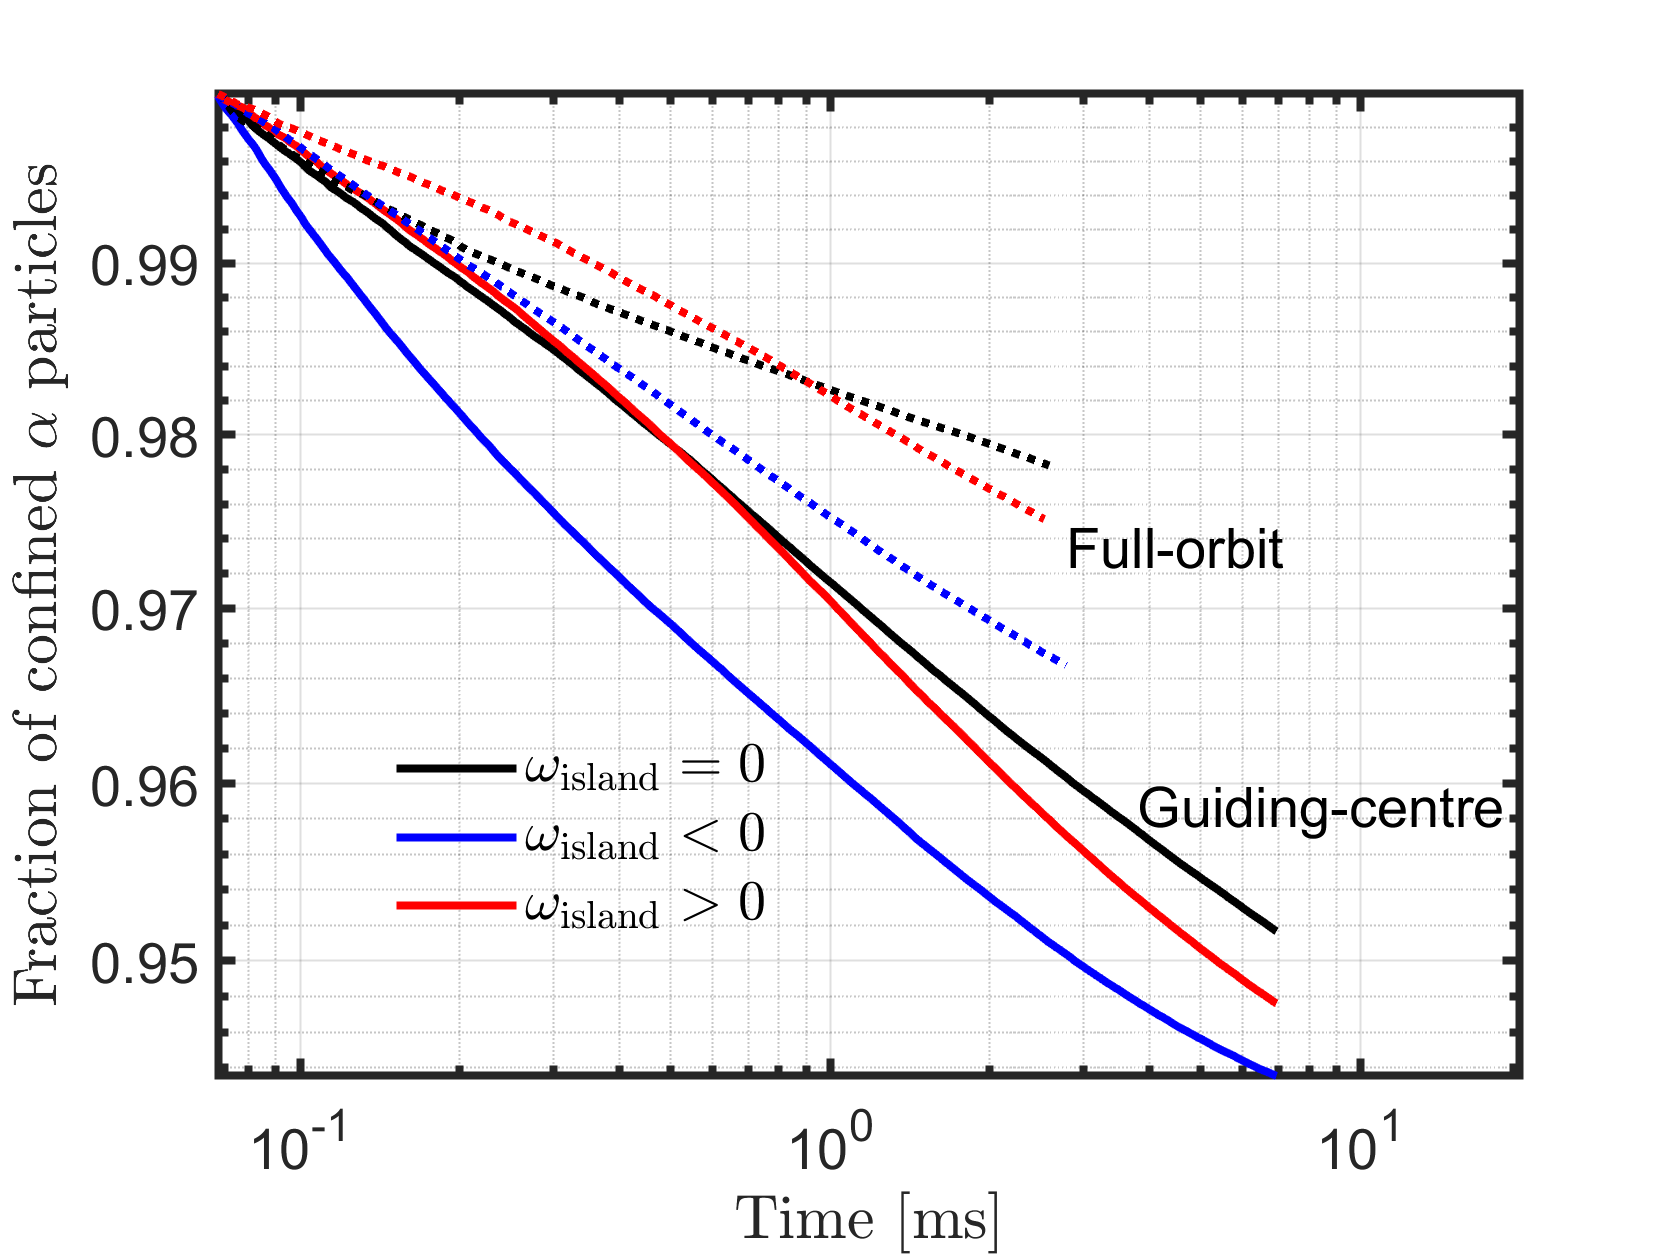 Fraction of confined α particles
0.99
0.98
0.97
0.96
0.95
Full-orbit
Guiding-centre
ω_island = 0
ω_island < 0
ω_island > 0
10^-1 10^0 10^1
Time [ms]